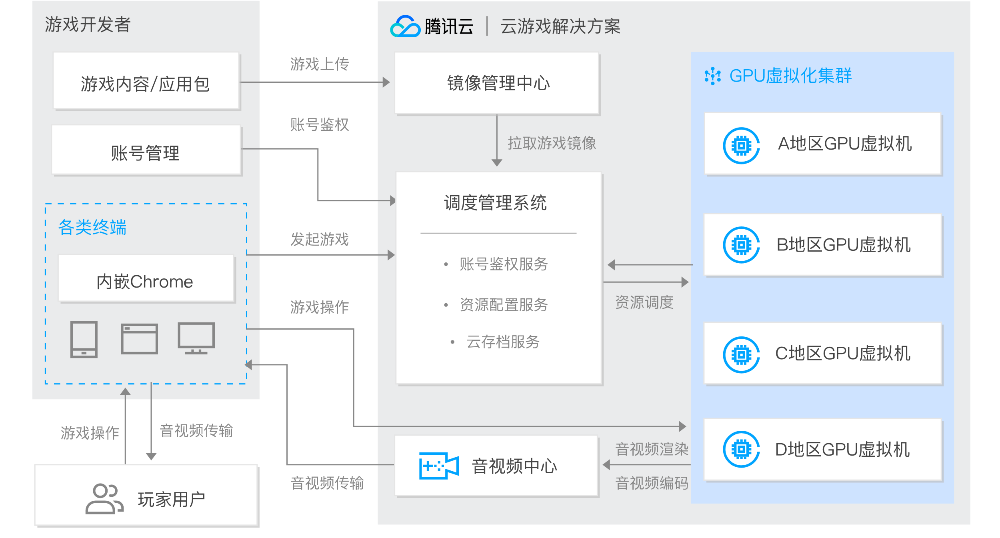 游戏开发者
游戏内容/应用包
账号管理
各类终端
内嵌Chrome
游戏操作
音视频传输
玩家用户
游戏上传
账号鉴权
发起游戏
游戏操作
音视频传输
腾讯云 | 云游戏解决方案
镜像管理中心
拉取游戏镜像
调度管理系统
• 账号鉴权服务
• 资源配置服务
• 云存档服务
资源调度
音视频中心
音视频渲染
音视频编码
GPU虚拟化集群
A地区GPU虚拟机
B地区GPU虚拟机
C地区GPU虚拟机
D地区GPU虚拟机